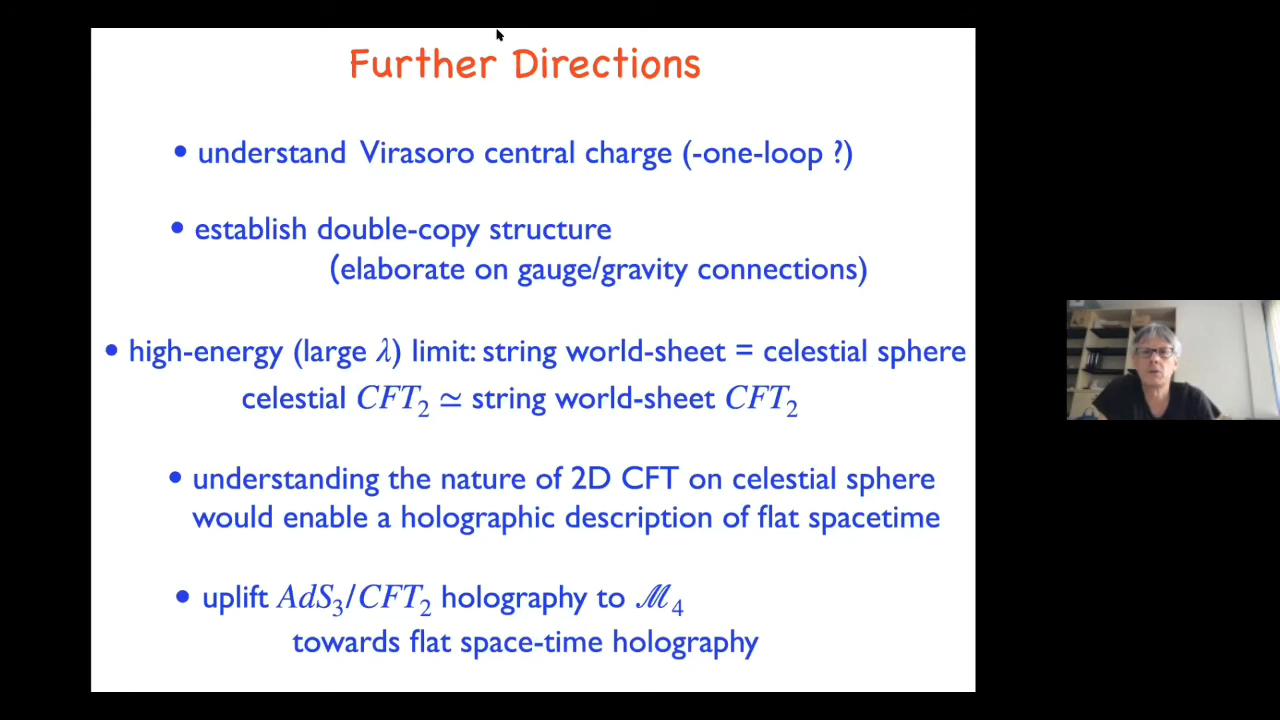 Further Directions
• understand Virasoro central charge (-one-loop ?)
• establish double-copy structure
(elaborate on gauge/gravity connections)
• high-energy (large λ) limit: string world-sheet = celestial sphere
celestial CFT₂ ≃ string world-sheet CFT₂
• understanding the nature of 2D CFT on celestial sphere
would enable a holographic description of flat spacetime
• uplift AdS₃/CFT₂ holography to ℳ₄
towards flat space-time holography